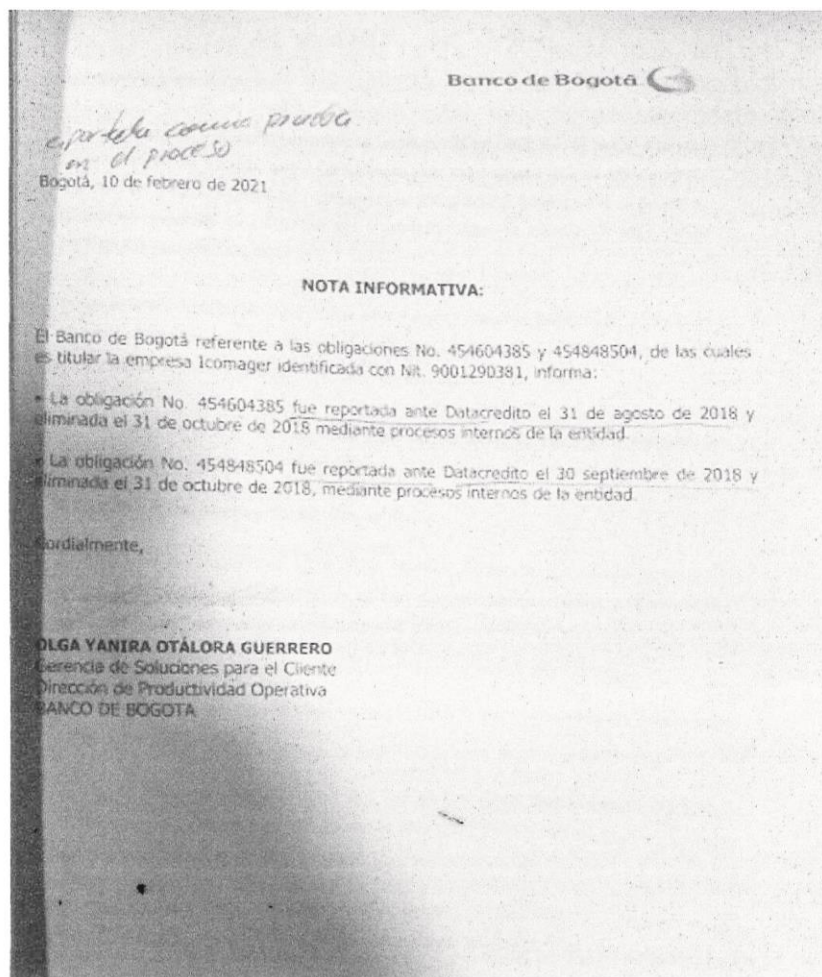 Banco de Bogotá
aportada como prueba
en el proceso
Bogotá, 10 de febrero de 2021
NOTA INFORMATIVA:
El Banco de Bogotá referente a las obligaciones No. 454604385 y 454848504, de las cuales
es titular la empresa Icomager identificada con Nit. 9001290381, informa:
• La obligación No. 454604385 fue reportada ante Datacredito el 31 de agosto de 2018 y
eliminada el 31 de octubre de 2018 mediante procesos internos de la entidad.
• La obligación No. 454848504 fue reportada ante Datacredito el 30 septiembre de 2018 y
eliminada el 31 de octubre de 2018, mediante procesos internos de la entidad.
Cordialmente,
OLGA YANIRA OTÁLORA GUERRERO
Gerencia de Soluciones para el Cliente
Dirección de Productividad Operativa
BANCO DE BOGOTA